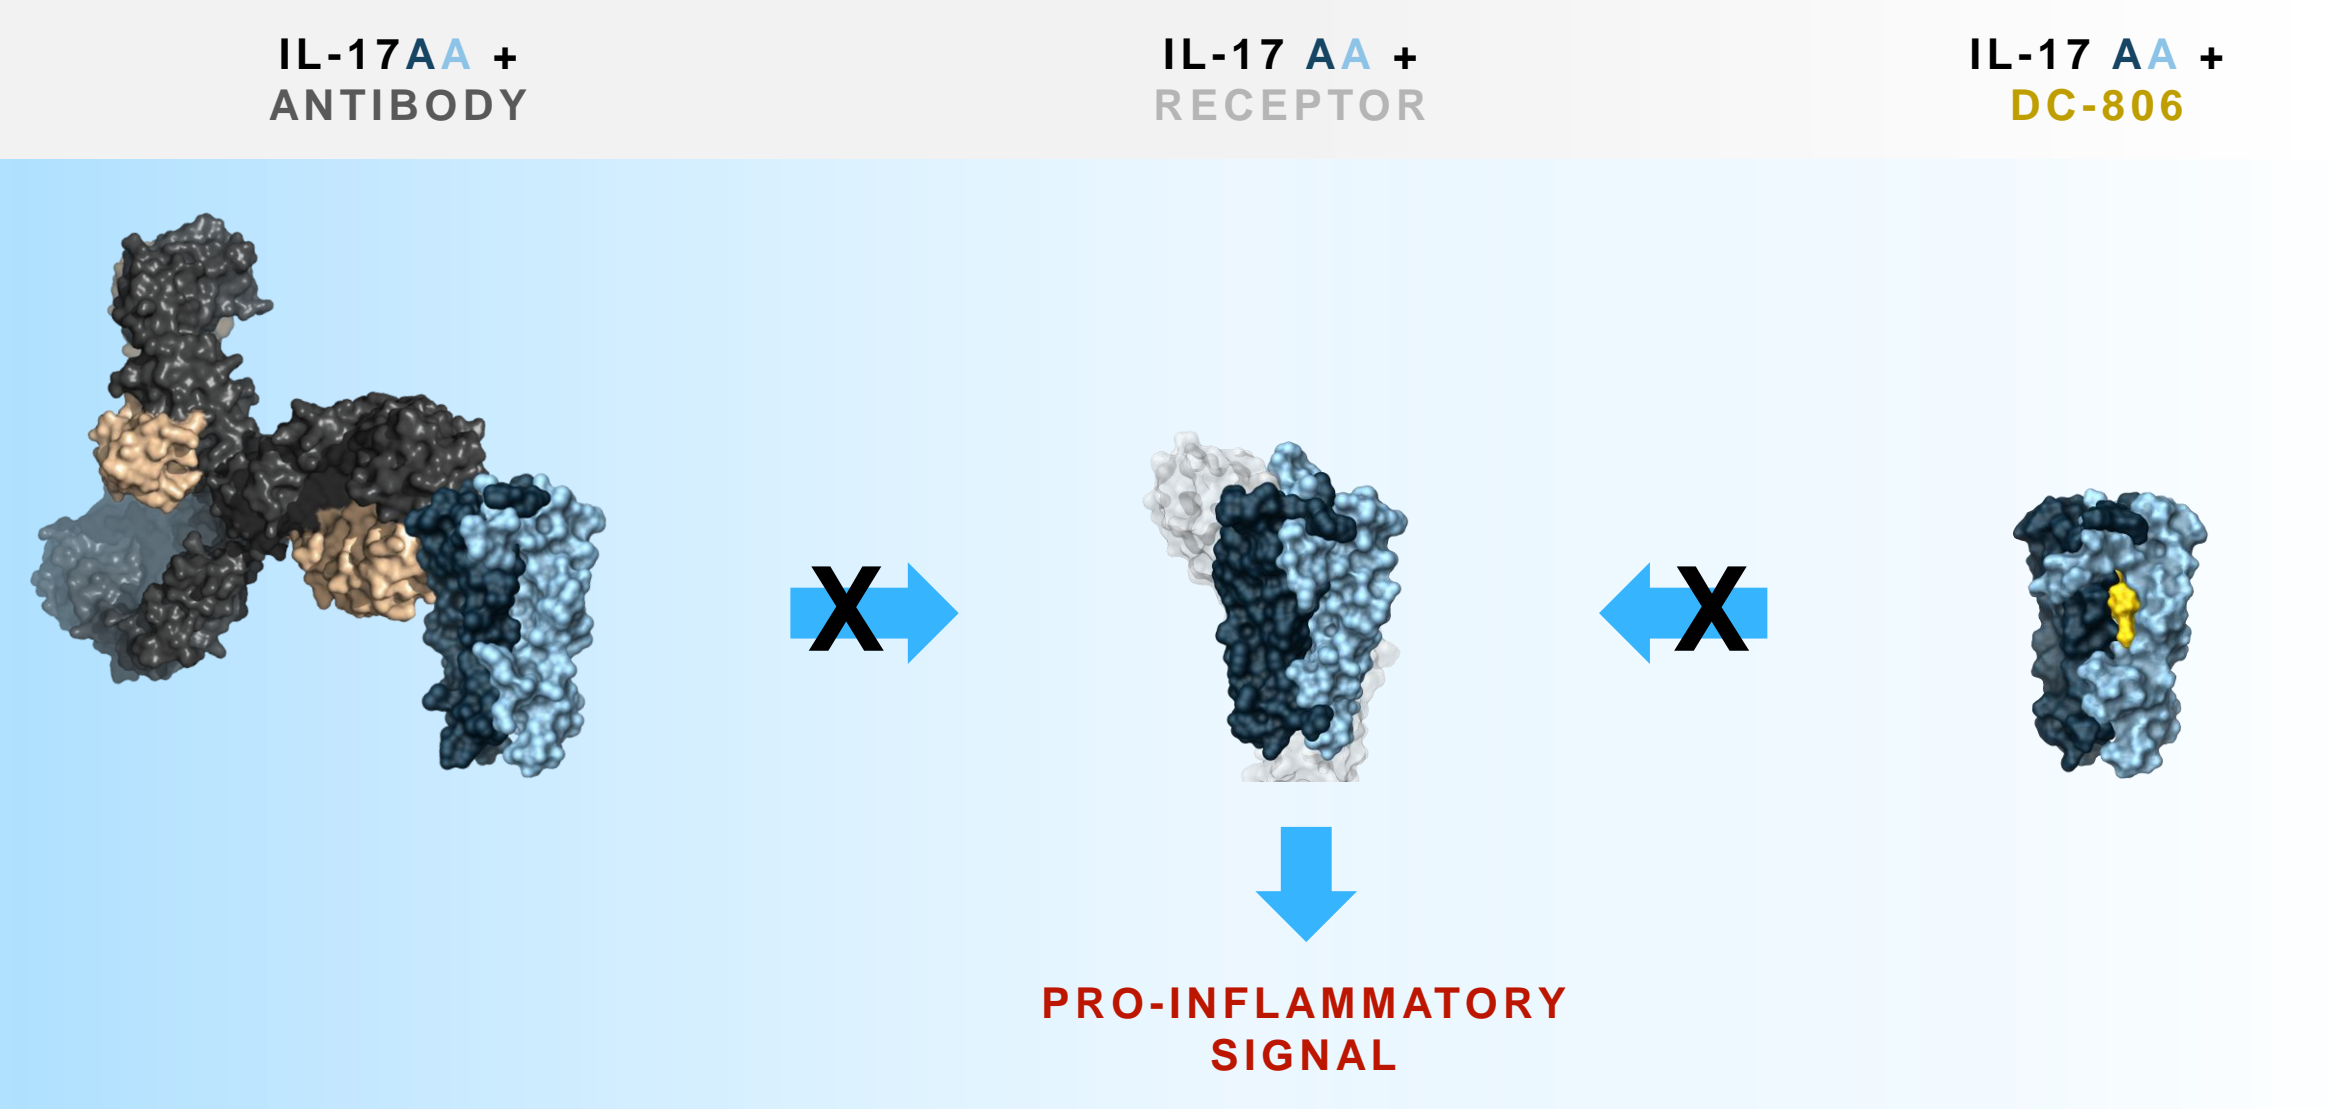 IL-17AA +
ANTIBODY
IL-17 AA +
RECEPTOR
IL-17 AA +
DC-806
X
X
PRO-INFLAMMATORY
SIGNAL